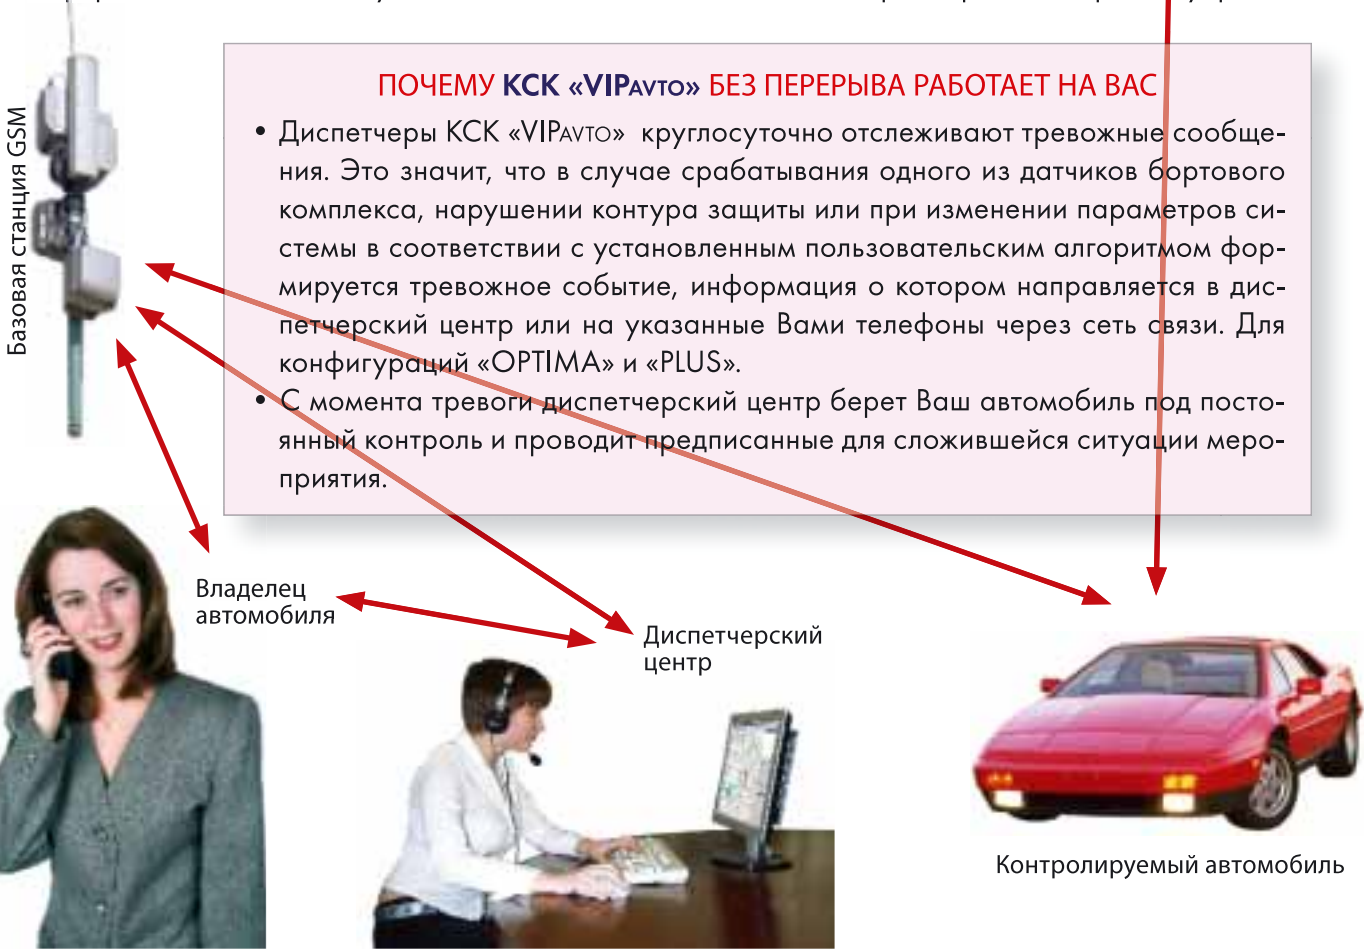 ПОЧЕМУ КСК «VIPАВТО» БЕЗ ПЕРЕРЫВА РАБОТАЕТ НА ВАС
• Диспетчеры КСК «VIPАВТО» круглосуточно отслеживают тревожные сообще-
ния. Это значит, что в случае срабатывания одного из датчиков бортового
комплекса, нарушении контура защиты или при изменении параметров си-
стемы в соответствии с установленным пользовательским алгоритмом фор-
мируется тревожное событие, информация о котором направляется в дис-
петчерский центр или на указанные Вами телефоны через сеть связи. Для
конфигураций «OPTIMA» и «PLUS».
• С момента тревоги диспетчерский центр берет Ваш автомобиль под посто-
янный контроль и проводит предписанные для сложившейся ситуации меро-
приятия.
Базовая станция GSM
Владелец
автомобиля
Диспетчерский
центр
Контролируемый автомобиль